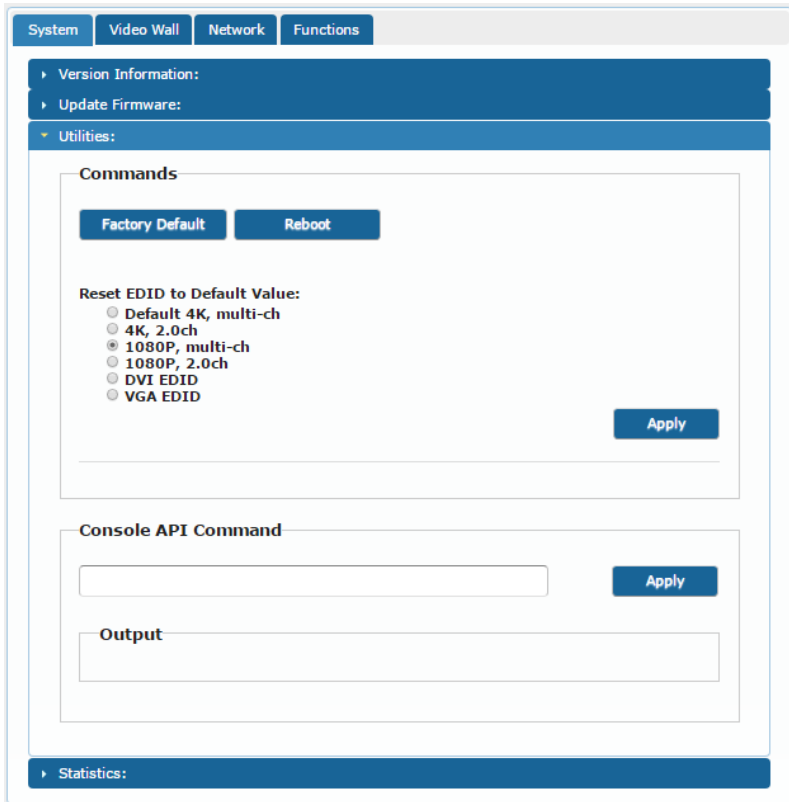 System Video Wall Network Functions
Version Information:
Update Firmware:
Utilities:
Commands
Factory Default Reboot
Reset EDID to Default Value:
Default 4K, multi-ch
4K, 2.0ch
1080P, multi-ch
1080P, 2.0ch
DVI EDID
VGA EDID
Apply
Console API Command
Apply
Output
Statistics: